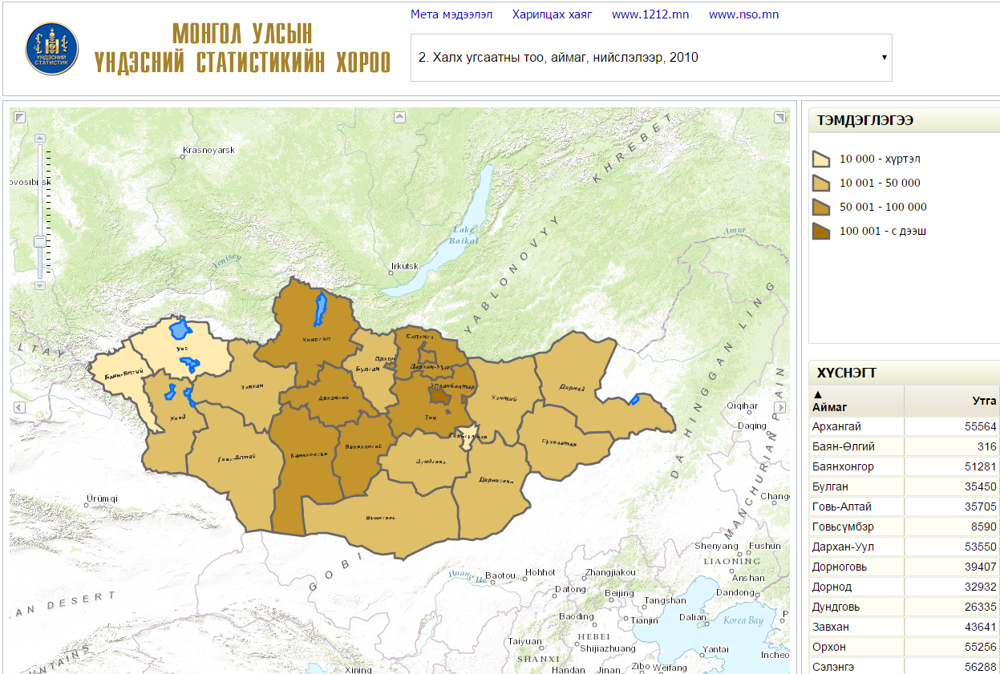 Мета мэдээлэл Харилцах хаяг www.1212.mn www.nso.mn
МОНГОЛ УЛСЫН
ҮНДЭСНИЙ СТАТИСТИКИЙН ХОРОО
ҮНДЭСНИЙ
СТАТИСТИК
2. Халх угсаатны тоо, аймаг, нийслэлээр, 2010
ТЭМДЭГЛЭГЭЭ
10 000 - хүртэл
10 001 - 50 000
50 001 - 100 000
100 001 - с дээш
ХҮСНЭГТ
▲
Аймаг Утга
Архангай 55564
Баян-Өлгий 316
Баянхонгор 51281
Булган 35450
Говь-Алтай 35705
Говьсүмбэр 8590
Дархан-Уул 53550
Дорноговь 39407
Дорнод 32932
Дундговь 26335
Завхан 43641
Орхон 55256
Сэлэнгэ 56288
Krasnoyarsk
ovosibirsk
KHREBET
Lake
Baikal
Amur
Yenisey
Irkutsk
YABLONOVYY
LTAY
DA HINGGAN LING
Увс
Баян-Өлгий
Хөвсгөл
Сэлэнгэ
Орхон
Булган
Дархан-Уул
Завхан
Архангай
Улаанбаатар
Хэнтий
Дорнод
Qiqihar
Ховд
Төв
Daqing
Говьсүмбэр
Сүхбаатар
Говь-Алтай
Баянхонгор
Өвөрхангай
Дундговь
Дорноговь
MANCHURIAN PLAIN
Ürümqi
Chang
Өмнөговь
Shenyang Fushun
LIAONING
GOBI
Huang He
Baotou Hohhot Zhangjiakou
Anshan
Datong Beijing Dandong
AN DESERT
Tangshan
Baoding Tianjin Dalian Korea Bay P
HEBEI
Taiyuan Shijiazhuang Yantai
UNTAINS
SHANXI Incheo
Xining Handan Jinan Zibo Weifang